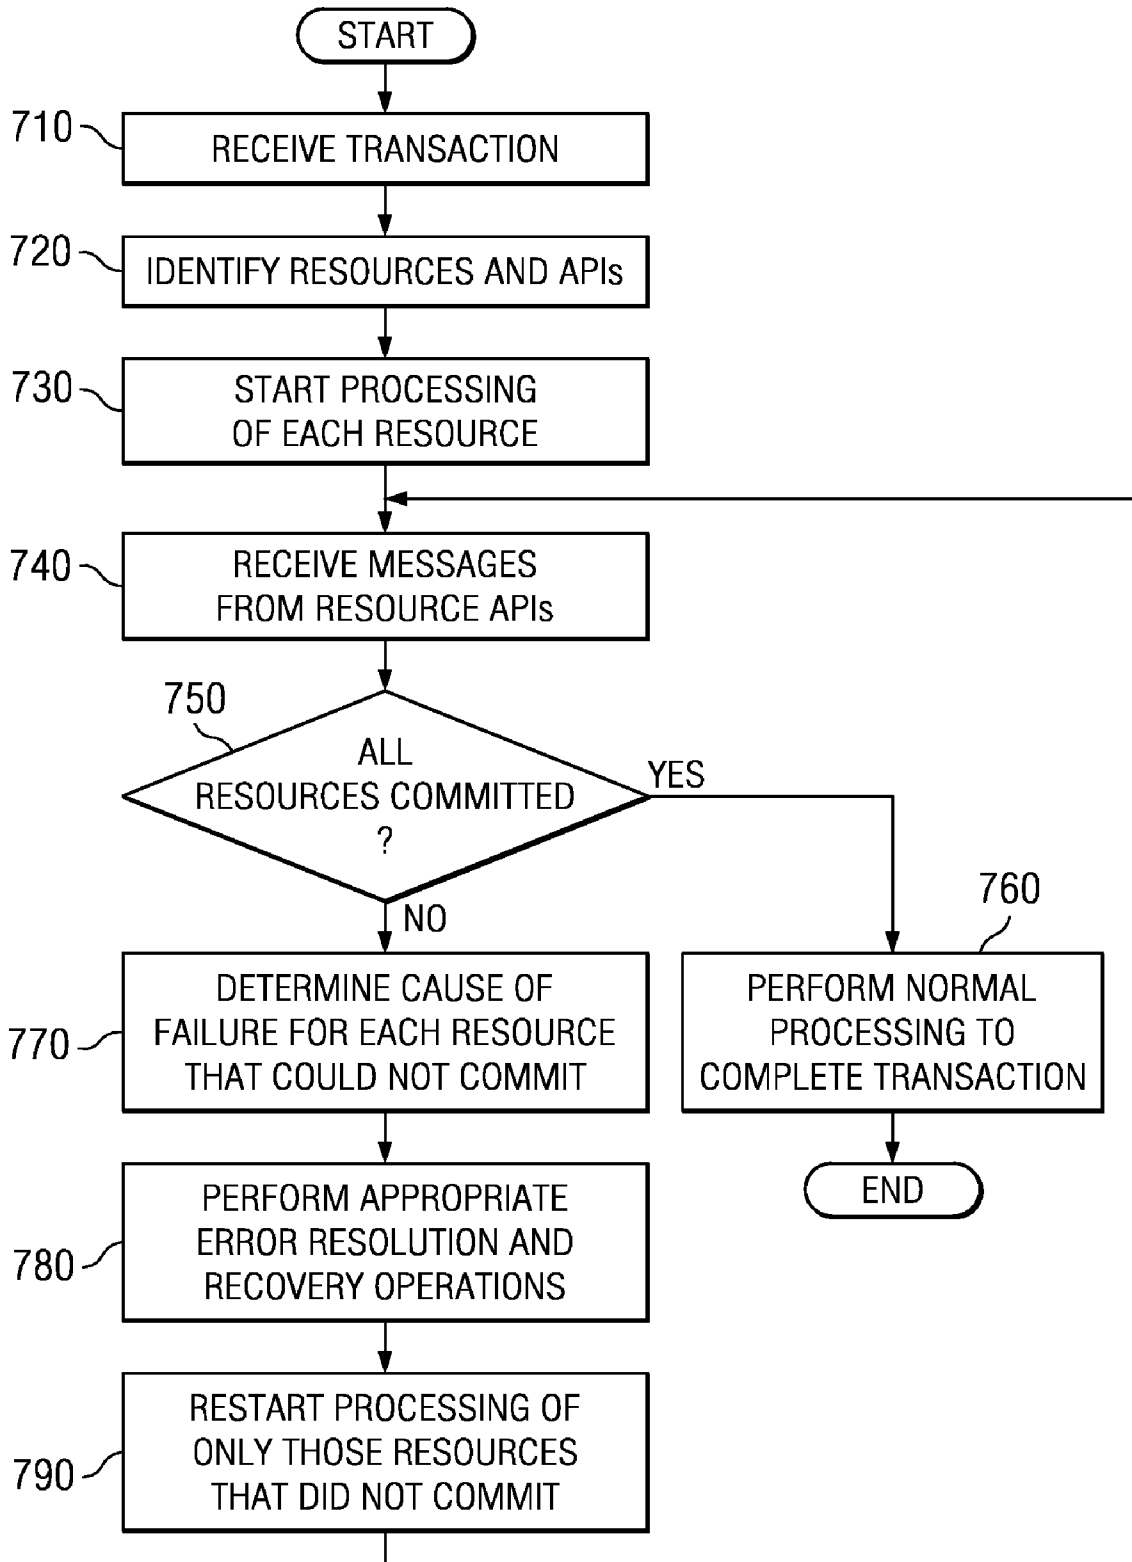 START
710
RECEIVE TRANSACTION
720
IDENTIFY RESOURCES AND APIs
730
START PROCESSING
OF EACH RESOURCE
740
RECEIVE MESSAGES
FROM RESOURCE APIs
750
ALL
RESOURCES COMMITTED
?
YES
NO
760
PERFORM NORMAL
PROCESSING TO
COMPLETE TRANSACTION
END
770
DETERMINE CAUSE OF
FAILURE FOR EACH RESOURCE
THAT COULD NOT COMMIT
780
PERFORM APPROPRIATE
ERROR RESOLUTION AND
RECOVERY OPERATIONS
790
RESTART PROCESSING OF
ONLY THOSE RESOURCES
THAT DID NOT COMMIT